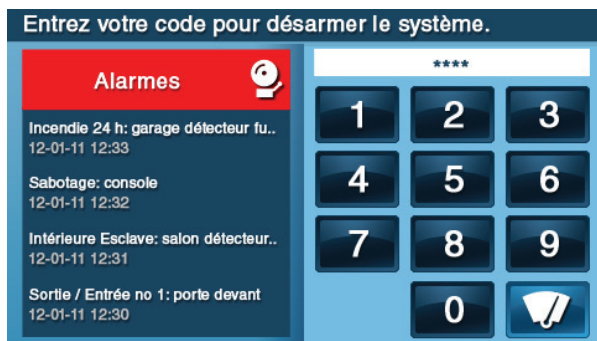 Entrez votre code pour désarmer le système.
Alarmes
Incendie 24 h: garage détecteur fu..
12-01-11 12:33
Sabotage: console
12-01-11 12:32
Intérieure Esclave: salon détecteur..
12-01-11 12:31
Sortie / Entrée no 1: porte devant
12-01-11 12:30
****
1 2 3
4 5 6
7 8 9
0